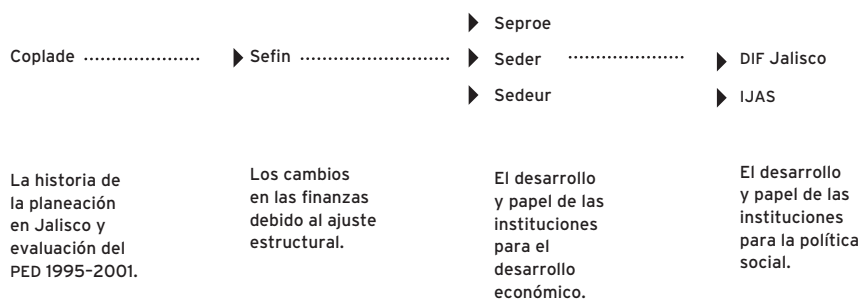 Seproe
Coplade .................... Sefin .......................... Seder .................... DIF Jalisco
Sedeur
IJAS
La historia de
la planeación
en Jalisco y
evaluación del
PED 1995–2001.
Los cambios
en las finanzas
debido al ajuste
estructural.
El desarrollo
y papel de las
instituciones
para el
desarrollo
económico.
El desarrollo
y papel de las
instituciones
para la política
social.